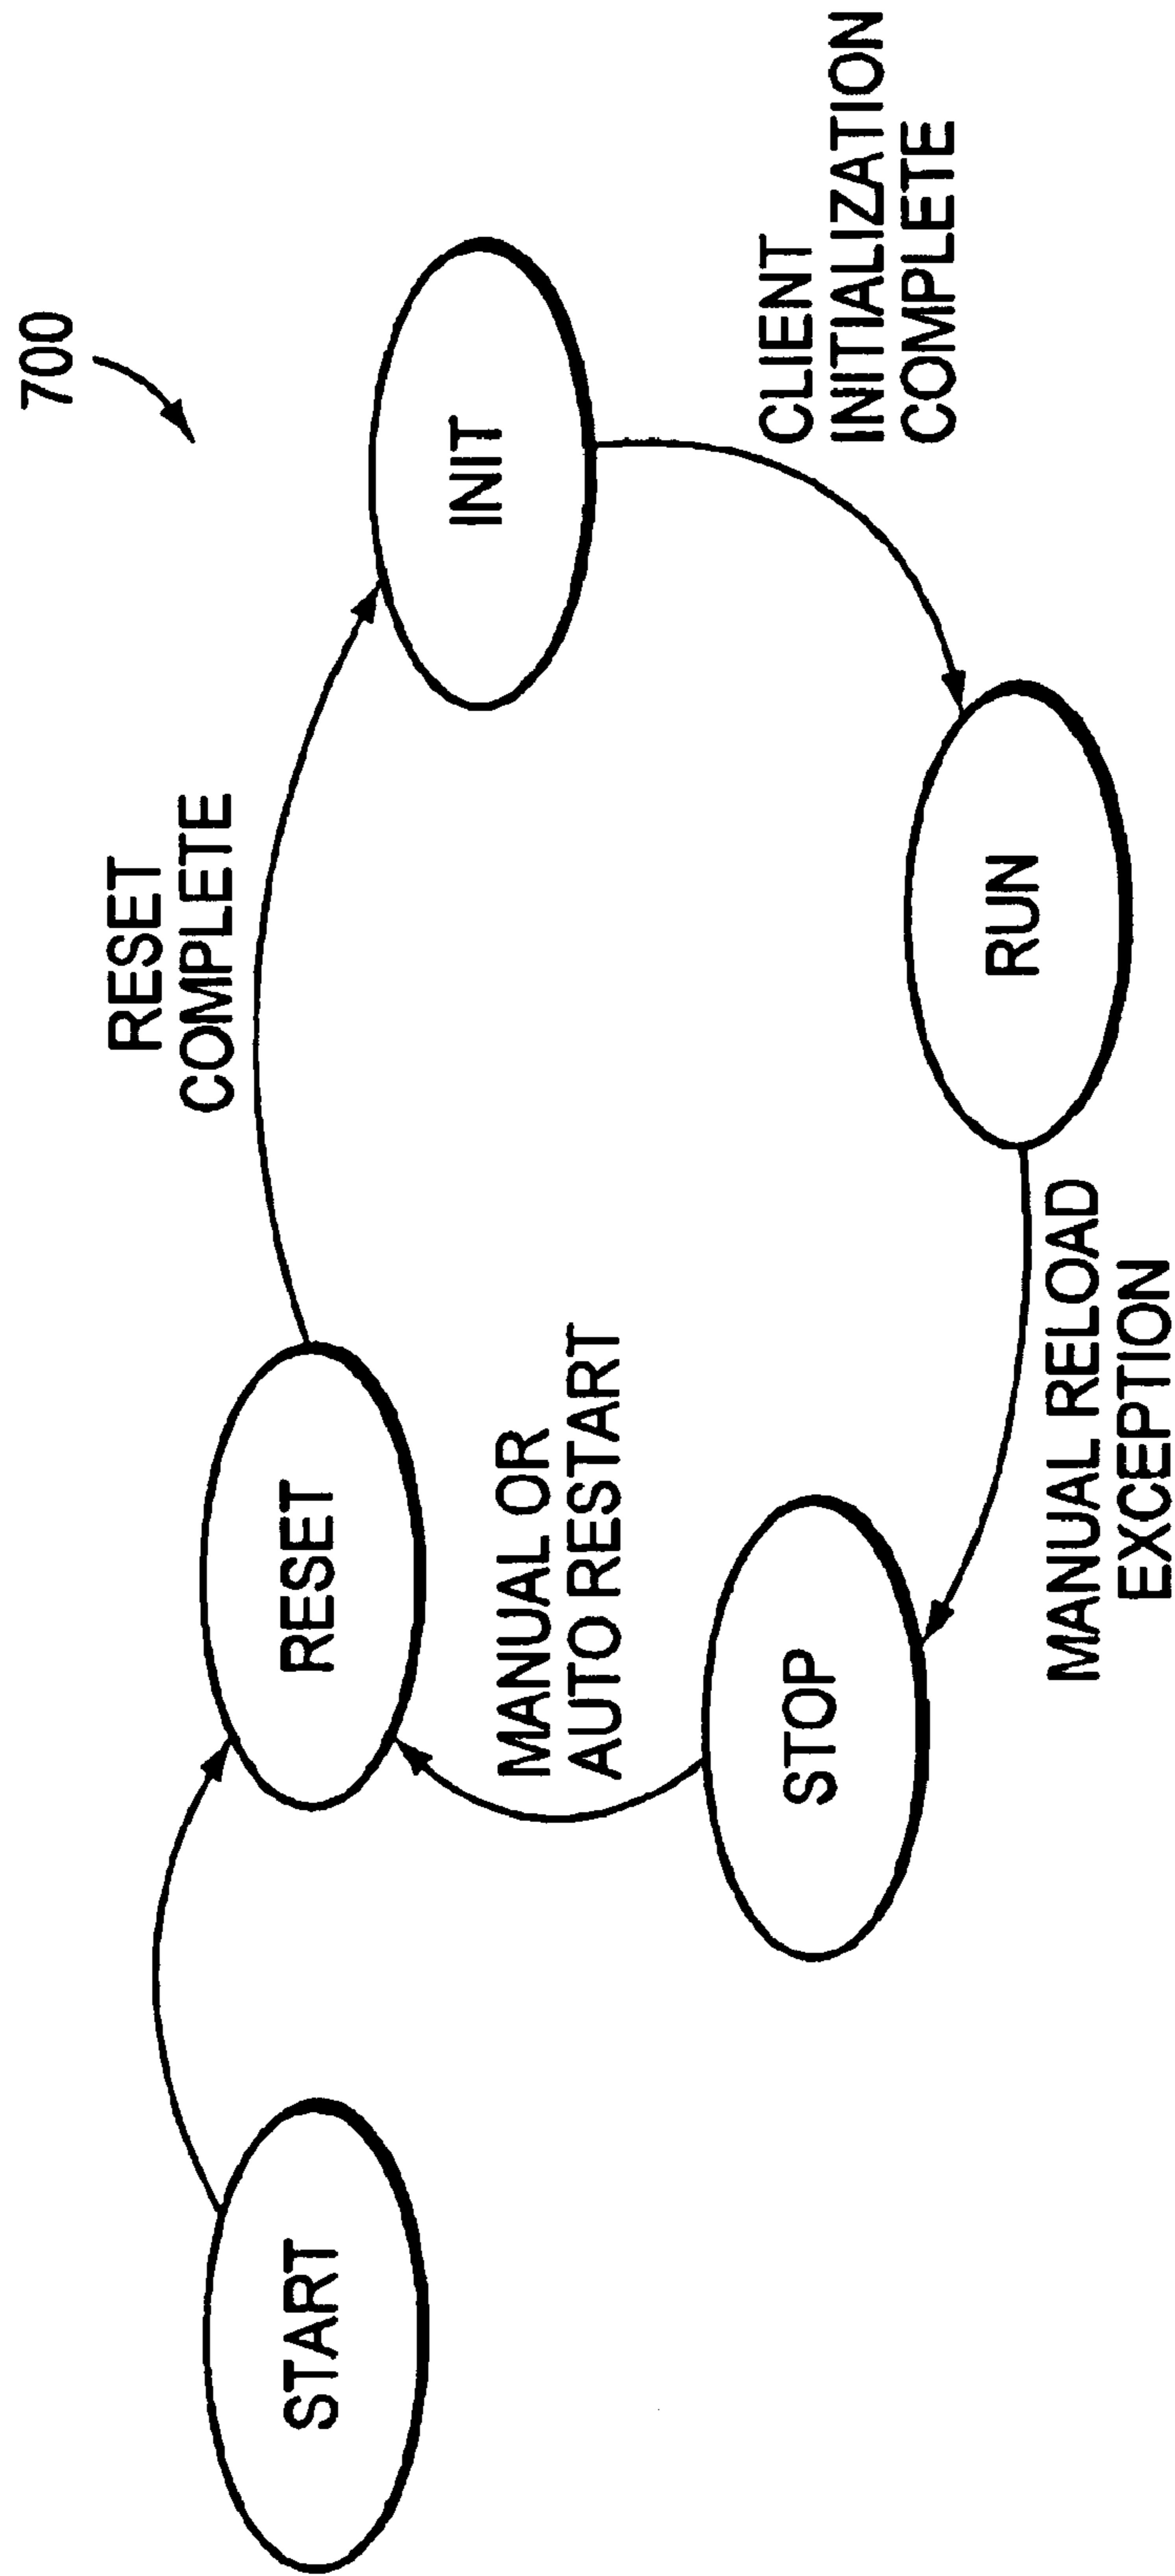 700
RESET
COMPLETE
START
RESET
INIT
MANUAL OR
AUTO RESTART
CLIENT
INITIALIZATION
COMPLETE
STOP
RUN
MANUAL RELOAD
EXCEPTION